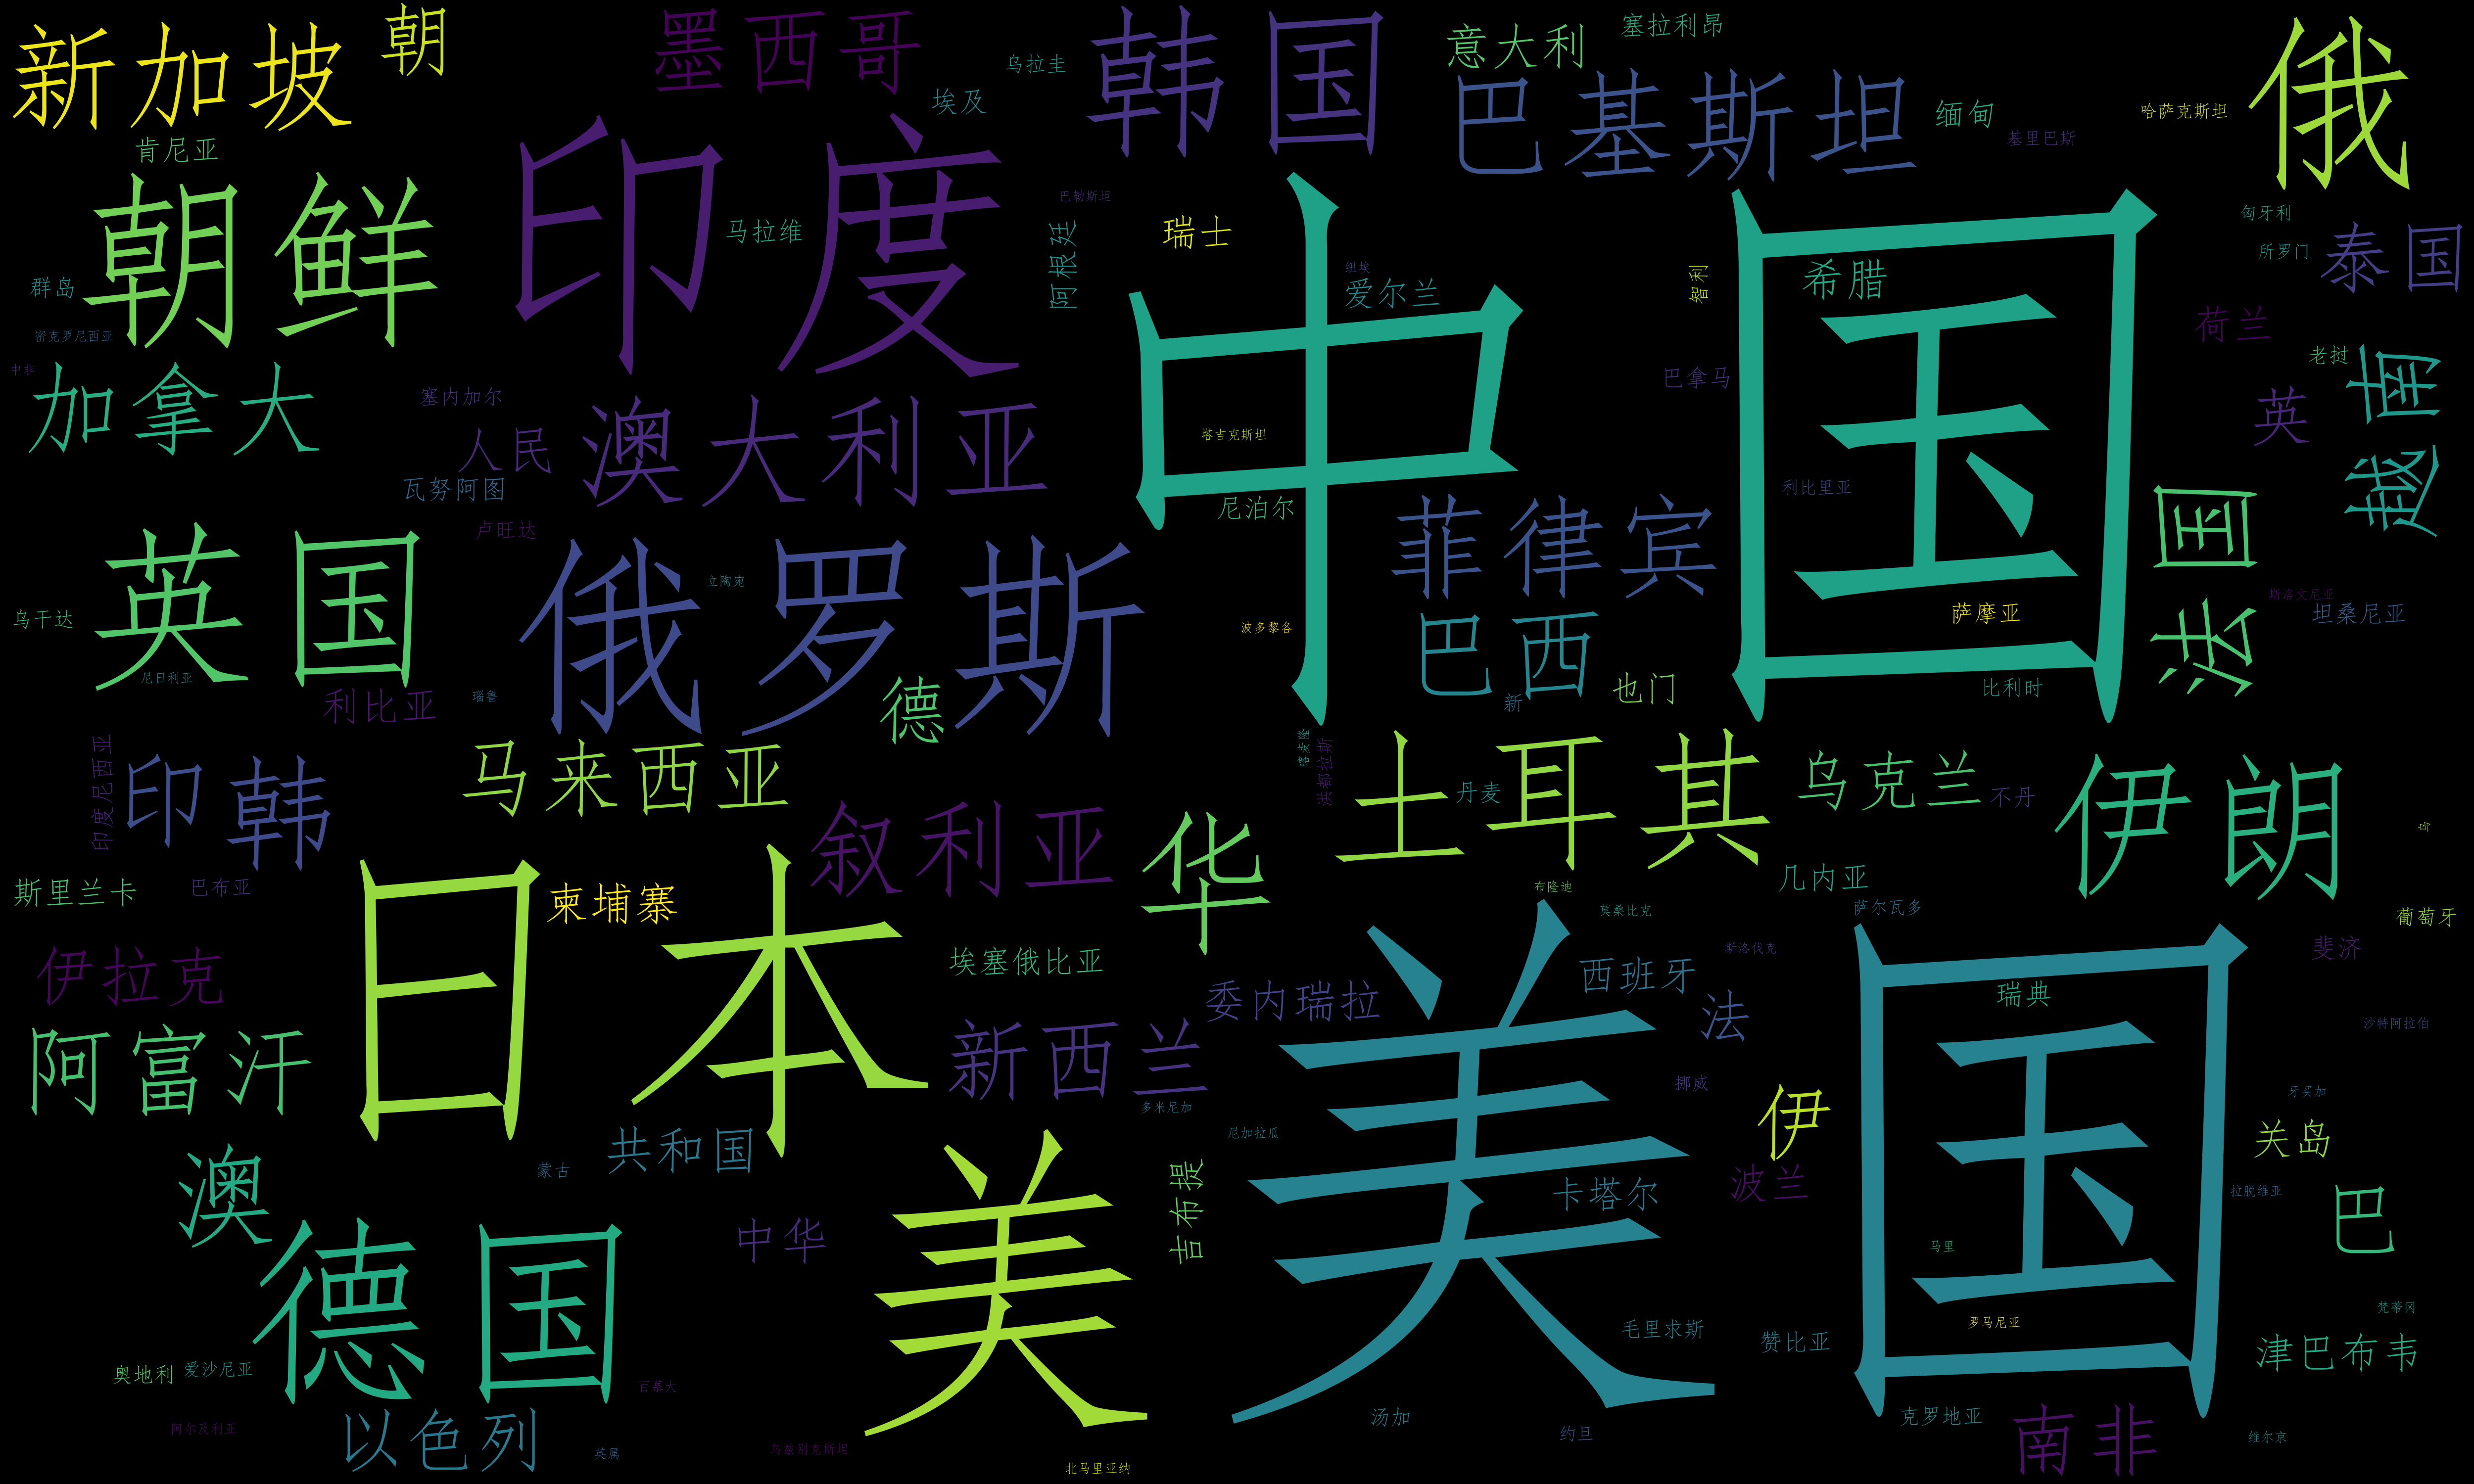 新加坡
朝
墨西哥
乌拉圭
埃及
韩国
意大利
塞拉利昂
巴基斯坦
缅甸
哈萨克斯坦
基里巴斯
俄
肯尼亚
朝鲜
印度
马拉维
巴勒斯坦
阿根廷
瑞士
纽埃
爱尔兰
智利
希腊
中国
匈牙利
所罗门
泰国
群岛
密克罗尼西亚
中非
加拿大
塞内加尔
人民
瓦努阿图
卢旺达
澳大利亚
塔吉克斯坦
尼泊尔
巴拿马
利比里亚
荷兰
老挝
英
越南
法国
英国
乌干达
尼日利亚
利比亚
瑙鲁
俄罗斯
立陶宛
德
波多黎各
菲律宾
巴西
新
也门
萨摩亚
比利时
斯洛文尼亚
坦桑尼亚
印度尼西亚
印
韩
马来西亚
叙利亚
华
喀麦隆
洪都拉斯
土耳其
丹麦
乌克兰
不丹
伊朗
乌
斯里兰卡
巴布亚
日本
柬埔寨
布隆迪
几内亚
萨尔瓦多
莫桑比克
斯洛伐克
葡萄牙
斐济
伊拉克
阿富汗
埃塞俄比亚
委内瑞拉
西班牙
法
瑞典
沙特阿拉伯
新西兰
多米尼加
尼加拉瓜
美国
挪威
伊
波兰
牙买加
关岛
拉脱维亚
巴
澳
德国
蒙古
共和国
中华
美
吉布提
卡塔尔
马里
罗马尼亚
梵蒂冈
毛里求斯
赞比亚
津巴布韦
奥地利
爱沙尼亚
百慕大
阿尔及利亚
以色列
英属
乌兹别克斯坦
北马里亚纳
汤加
约旦
克罗地亚
南非
维尔京